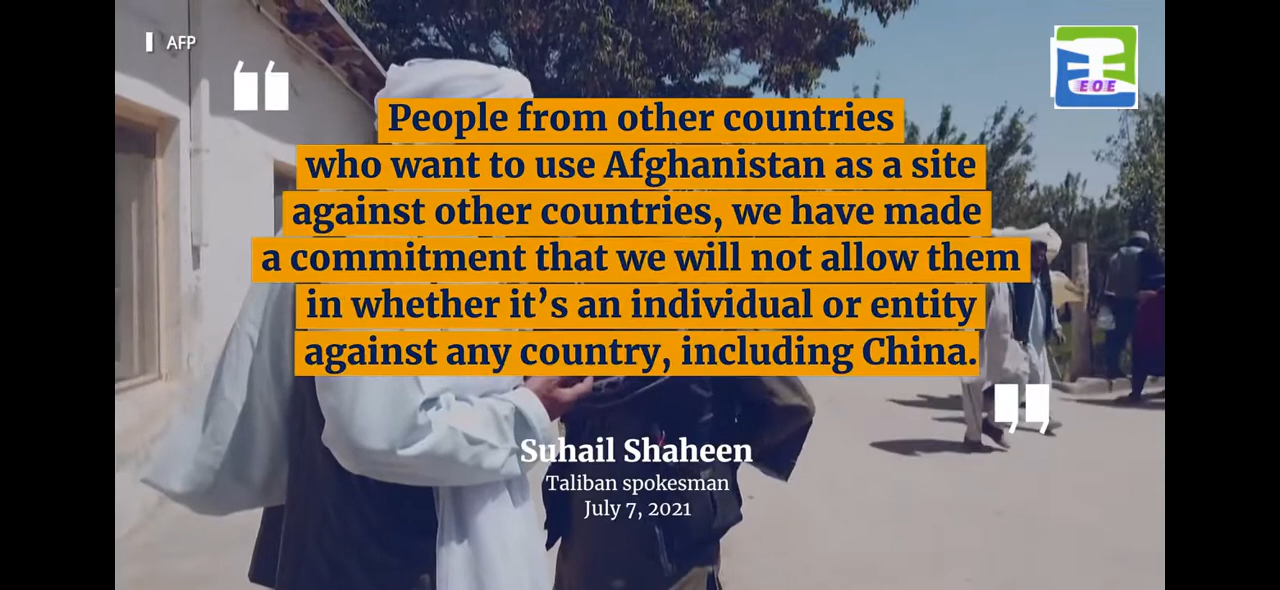 AFP
EOE
People from other countries
who want to use Afghanistan as a site
against other countries, we have made
a commitment that we will not allow them
in whether it’s an individual or entity
against any country, including China.
Suhail Shaheen
Taliban spokesman
July 7, 2021